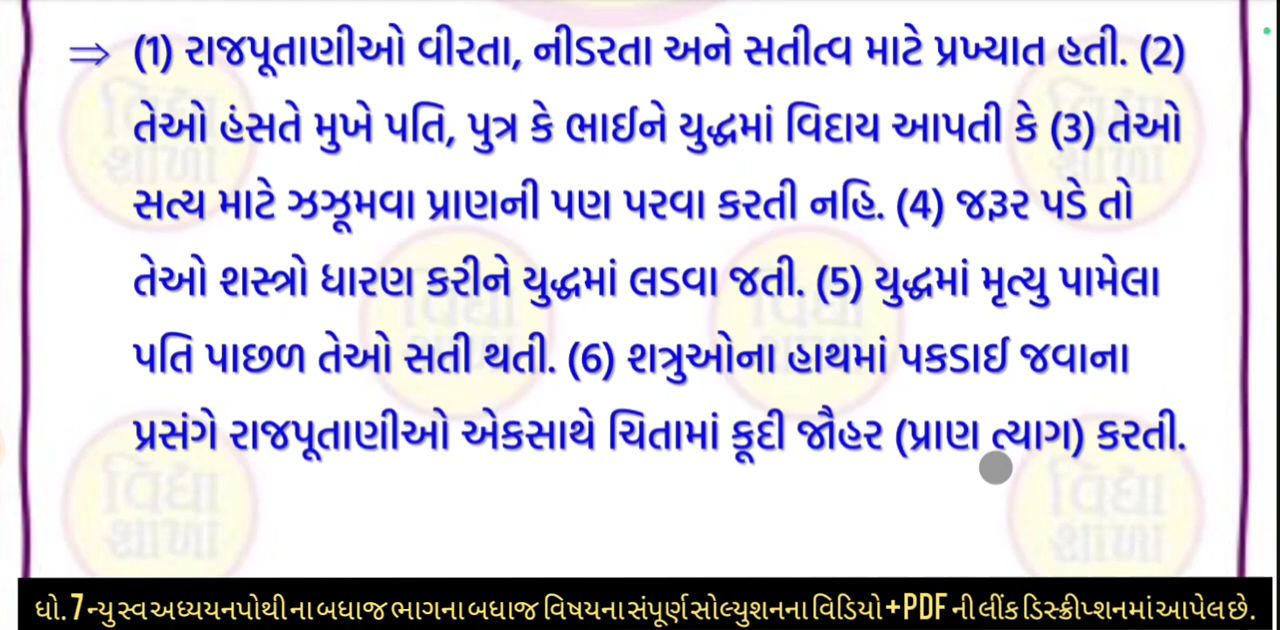 ⇒ (1) રાજપૂતાણીઓ વીરતા, નીડરતા અને સતીત્વ માટે પ્રખ્યાત હતી. (2)
તેઓ હંસતે મુખે પતિ, પુત્ર કે ભાઈને યુદ્ધમાં વિદાય આપતી કે (3) તેઓ
સત્ય માટે ઝઝૂમવા પ્રાણની પણ પરવા કરતી નહિ. (4) જરૂર પડે તો
તેઓ શસ્ત્રો ધારણ કરીને યુદ્ધમાં લડવા જતી. (5) યુદ્ધમાં મૃત્યુ પામેલા
પતિ પાછળ તેઓ સતી થતી. (6) શત્રુઓના હાથમાં પકડાઈ જવાના
પ્રસંગે રાજપૂતાણીઓ એકસાથે ચિતામાં કૂદી જૌહર (પ્રાણ ત્યાગ) કરતી.
વિદ્યા
શાળા
વિદ્યા
શાળા
વિદ્યા
શાળા
વિદ્યા
શાળા
વિદ્યા
શાળા
વિદ્યા
શાળા
ધો. 7 ન્યુ સ્વ અધ્યયનપોથી ના બધાજ ભાગના બધાજ વિષયના સંપૂર્ણ સોલ્યુશનના વિડિયો + PDF ની લીંક ડિસ્ક્રીપ્શનમાં આપેલ છે.